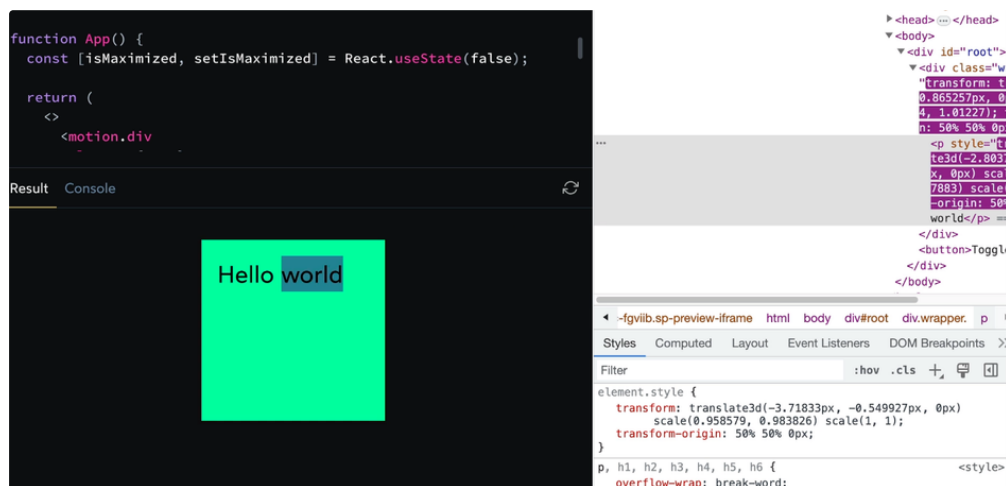 function App() {
const [isMaximized, setIsMaximized] = React.useState(false);
return (
<>
<motion.div
Result Console
Hello world
<head> … </head>
<body>
<div id="root">
<div class="w
"transform: t
0.865257px, 0
4, 1.01227);
n: 50% 50% 0p
<p style="t
te3d(-2.803
x, 0px) sca
7883) scale
-origin: 50%
world</p> ==
</div>
<button>Toggl
</div>
</body>
-fgviib.sp-preview-iframe html body div#root div.wrapper. p
Styles Computed Layout Event Listeners DOM Breakpoints
Filter :hov .cls
element.style {
transform: translate3d(-3.71833px, -0.549927px, 0px)
scale(0.958579, 0.983826) scale(1, 1);
transform-origin: 50% 50% 0px;
}
p, h1, h2, h3, h4, h5, h6 { <style>
overflow-wrap: break-word;